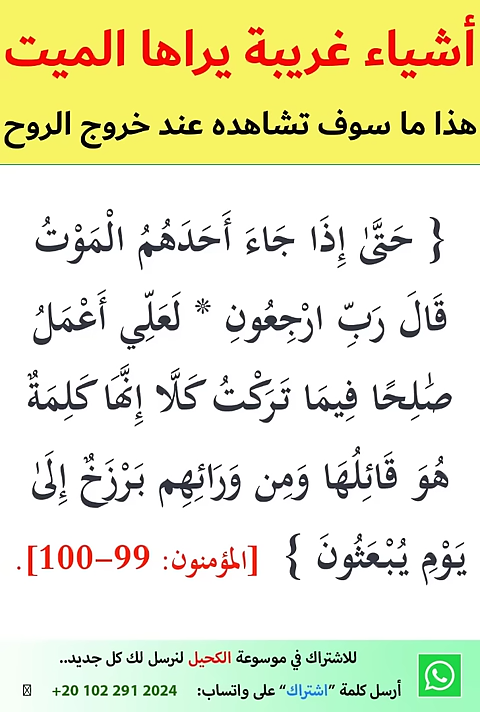 أشياء غريبة يراها الميت
هذا ما سوف تشاهده عند خروج الروح
{ حَتَّىٰ إِذَا جَاءَ أَحَدَهُمُ الْمَوْتُ
قَالَ رَبِّ ارْجِعُونِ * لَعَلِّي أَعْمَلُ
صَٰلِحًا فِيمَا تَرَكْتُ كَلَّا إِنَّهَا كَلِمَةٌ
هُوَ قَائِلُهَا وَمِن وَرَائِهِم بَرْزَخٌ إِلَىٰ
يَوْمِ يُبْعَثُونَ } [المؤمنون: 99–100].
للاشتراك في موسوعة الكحيل لنرسل لك كل جديد..
أرسل كلمة “اشتراك” على واتساب: +20 102 291 2024